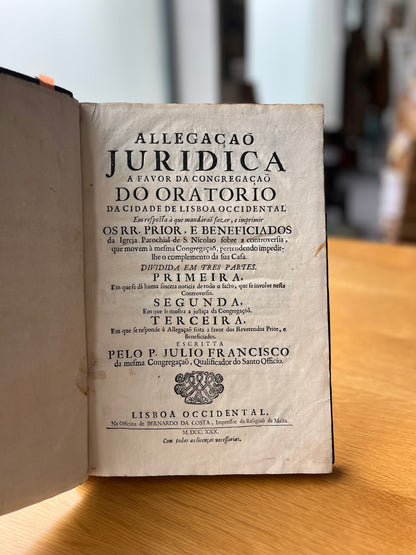 ALLEGAÇAÕ
JURIDICA
A FAVOR DA CONGREGAÇAÕ
DO ORATORIO
DA CIDADE DE LISBOA OCCIDENTAL
Em resposta à que mandáraõ fazer, e imprimir
OS RR. PRIOR, E BENEFICIADOS
da Igreja Parochial de S. Nicolao sobre a controversia,
que movem à mesma Congregaçaõ, pertendendo impedir-
lhe o complemento da sua Casa.
DIVIDIDA EM TRES PARTES.
PRIMEIRA,
Em que se dá huma sincera noticia de todo o facto, que se involve nesta
Controversia.
SEGUNDA,
Em que se mostra a justiça da Congregaçaõ.
TERCEIRA,
Em que se responde à Allegaçaõ feita a favor dos Reverendos Prior, e
Beneficiados.
ESCRITTA
PELO P. JULIO FRANCISCO
da mesma Congregaçaõ, Qualificador do Santo Officio.
LISBOA OCCIDENTAL,
Na Officina de BERNARDO DA COSTA, Impressor da Religiaõ de Malta.
M. DCC. XXX.
Com todas as licenças necessarias.